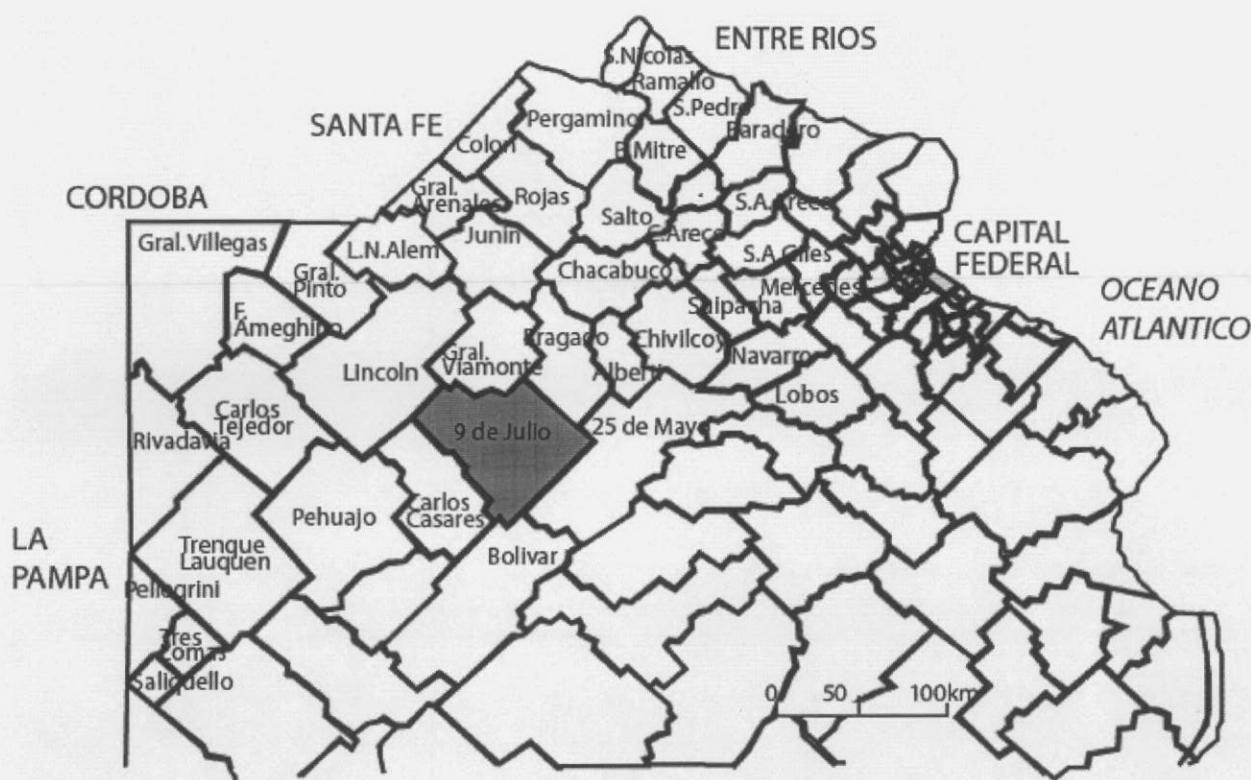 ENTRE RIOS
S.Nicolas
Ramallo
S.Pedro
Pergamino
SANTA FE
Baradero
Colon
B.Mitre
Gral.
Arenales
Rojas
Salto
S.A.Areco
CORDOBA
C.Areco
Gral.Villegas
L.N.Alem
Junin
CAPITAL
FEDERAL
S.A.Giles
Chacabuco
Gral.
Pinto
Mercedes
OCEANO
ATLANTICO
Suipacha
F.
Ameghino
Bragado
Chivilcoy
Gral.
Viamonte
Navarro
Lincoln
Alberti
Lobos
Carlos
Tejedor
9 de Julio
25 de Mayo
Rivadavia
Carlos
Casares
Pehuajo
LA
PAMPA
Trenque
Lauquen
Bolivar
Pellegrini
Tres
Lomas
Saliquello
0 50 100km